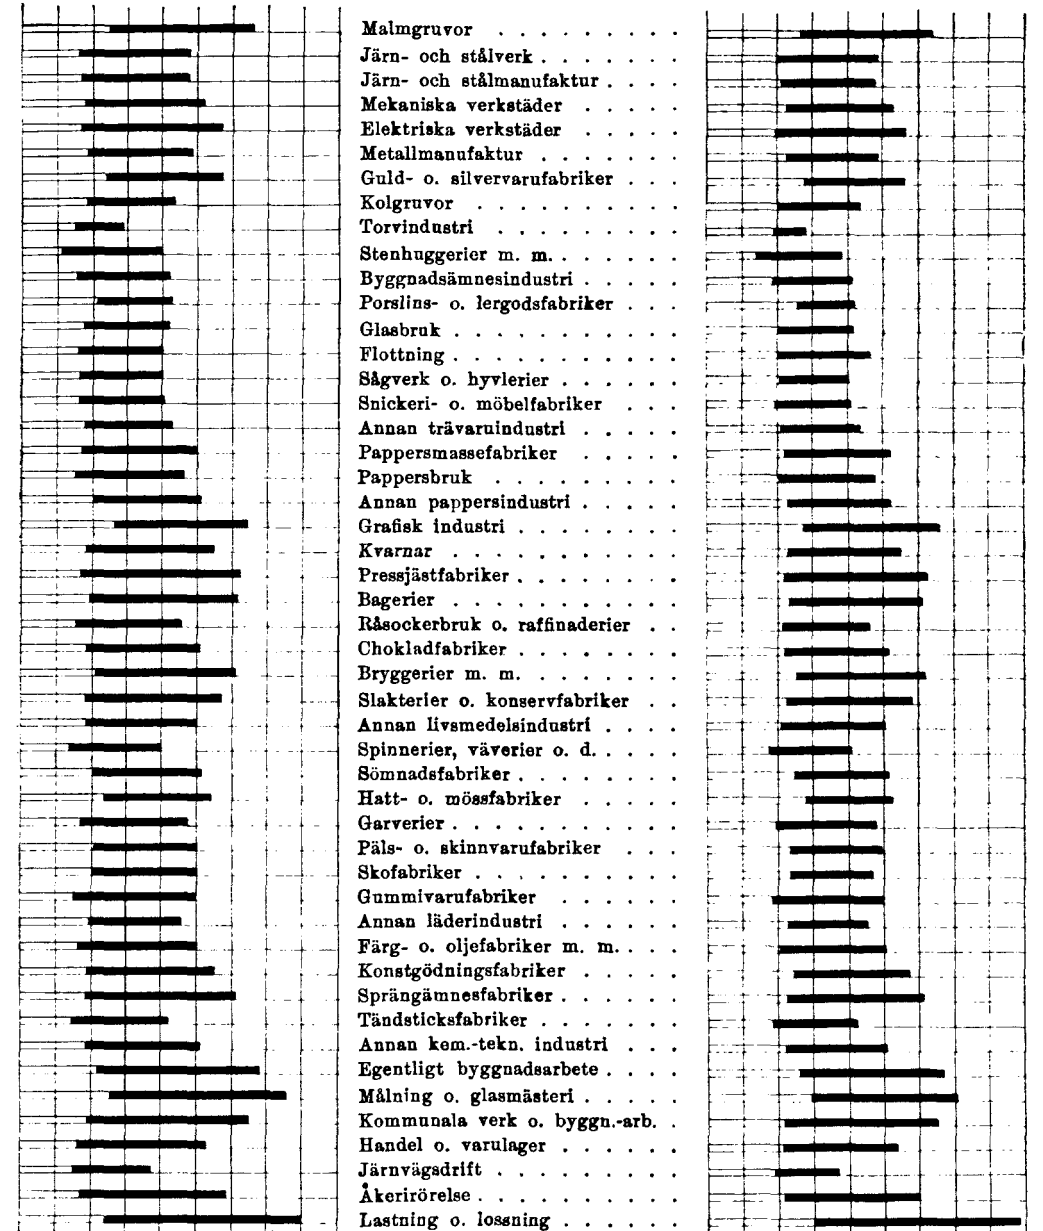 Malmgruvor . . . . . . . . . .
Järn- och stålverk . . . . . . .
Järn- och stålmanufaktur . . . .
Mekaniska verkstäder . . . . .
Elektriska verkstäder . . . . .
Metallmanufaktur . . . . . . .
Guld- o. silvervarufabriker . . .
Kolgruvor . . . . . . . . . .
Torvindustri . . . . . . . . .
Stenhuggerier m. m. . . . . . .
Byggnadsämnesindustri . . . . .
Porslins- o. lergodsfabriker . . .
Glasbruk . . . . . . . . . . .
Flottning . . . . . . . . . . .
Sågverk o. hyvlerier . . . . . .
Snickeri- o. möbelfabriker . . .
Annan trävaruindustri . . . . .
Pappersmassefabriker . . . . .
Pappersbruk . . . . . . . . .
Annan pappersindustri . . . . .
Grafisk industri . . . . . . . .
Kvarnar . . . . . . . . . . .
Pressjästfabriker . . . . . . . .
Bagerier . . . . . . . . . . .
Råsockerbruk o. raffinaderier . .
Chokladfabriker . . . . . . . .
Bryggerier m. m. . . . . . . .
Slakterier o. konservfabriker . .
Annan livsmedelsindustri . . . .
Spinnerier, väverier o. d. . . . .
Sömnadsfabriker . . . . . . . .
Hatt- o. mössfabriker . . . . .
Garverier . . . . . . . . . . .
Päls- o. skinnvarufabriker . . .
Skofabriker . . . . . . . . . .
Gummivarufabriker . . . . . .
Annan läderindustri . . . . . .
Färg- o. oljefabriker m. m. . . .
Konstgödningsfabriker . . . . .
Sprängämnesfabriker . . . . . .
Tändsticksfabriker . . . . . . .
Annan kem.-tekn. industri . . .
Egentligt byggnadsarbete . . . .
Målning o. glasmästeri . . . . .
Kommunala verk o. byggn.-arb. .
Handel o. varulager . . . . . .
Järnvägsdrift . . . . . . . . .
Åkerirörelse . . . . . . . . . .
Lastning o. lossning . . . . . .